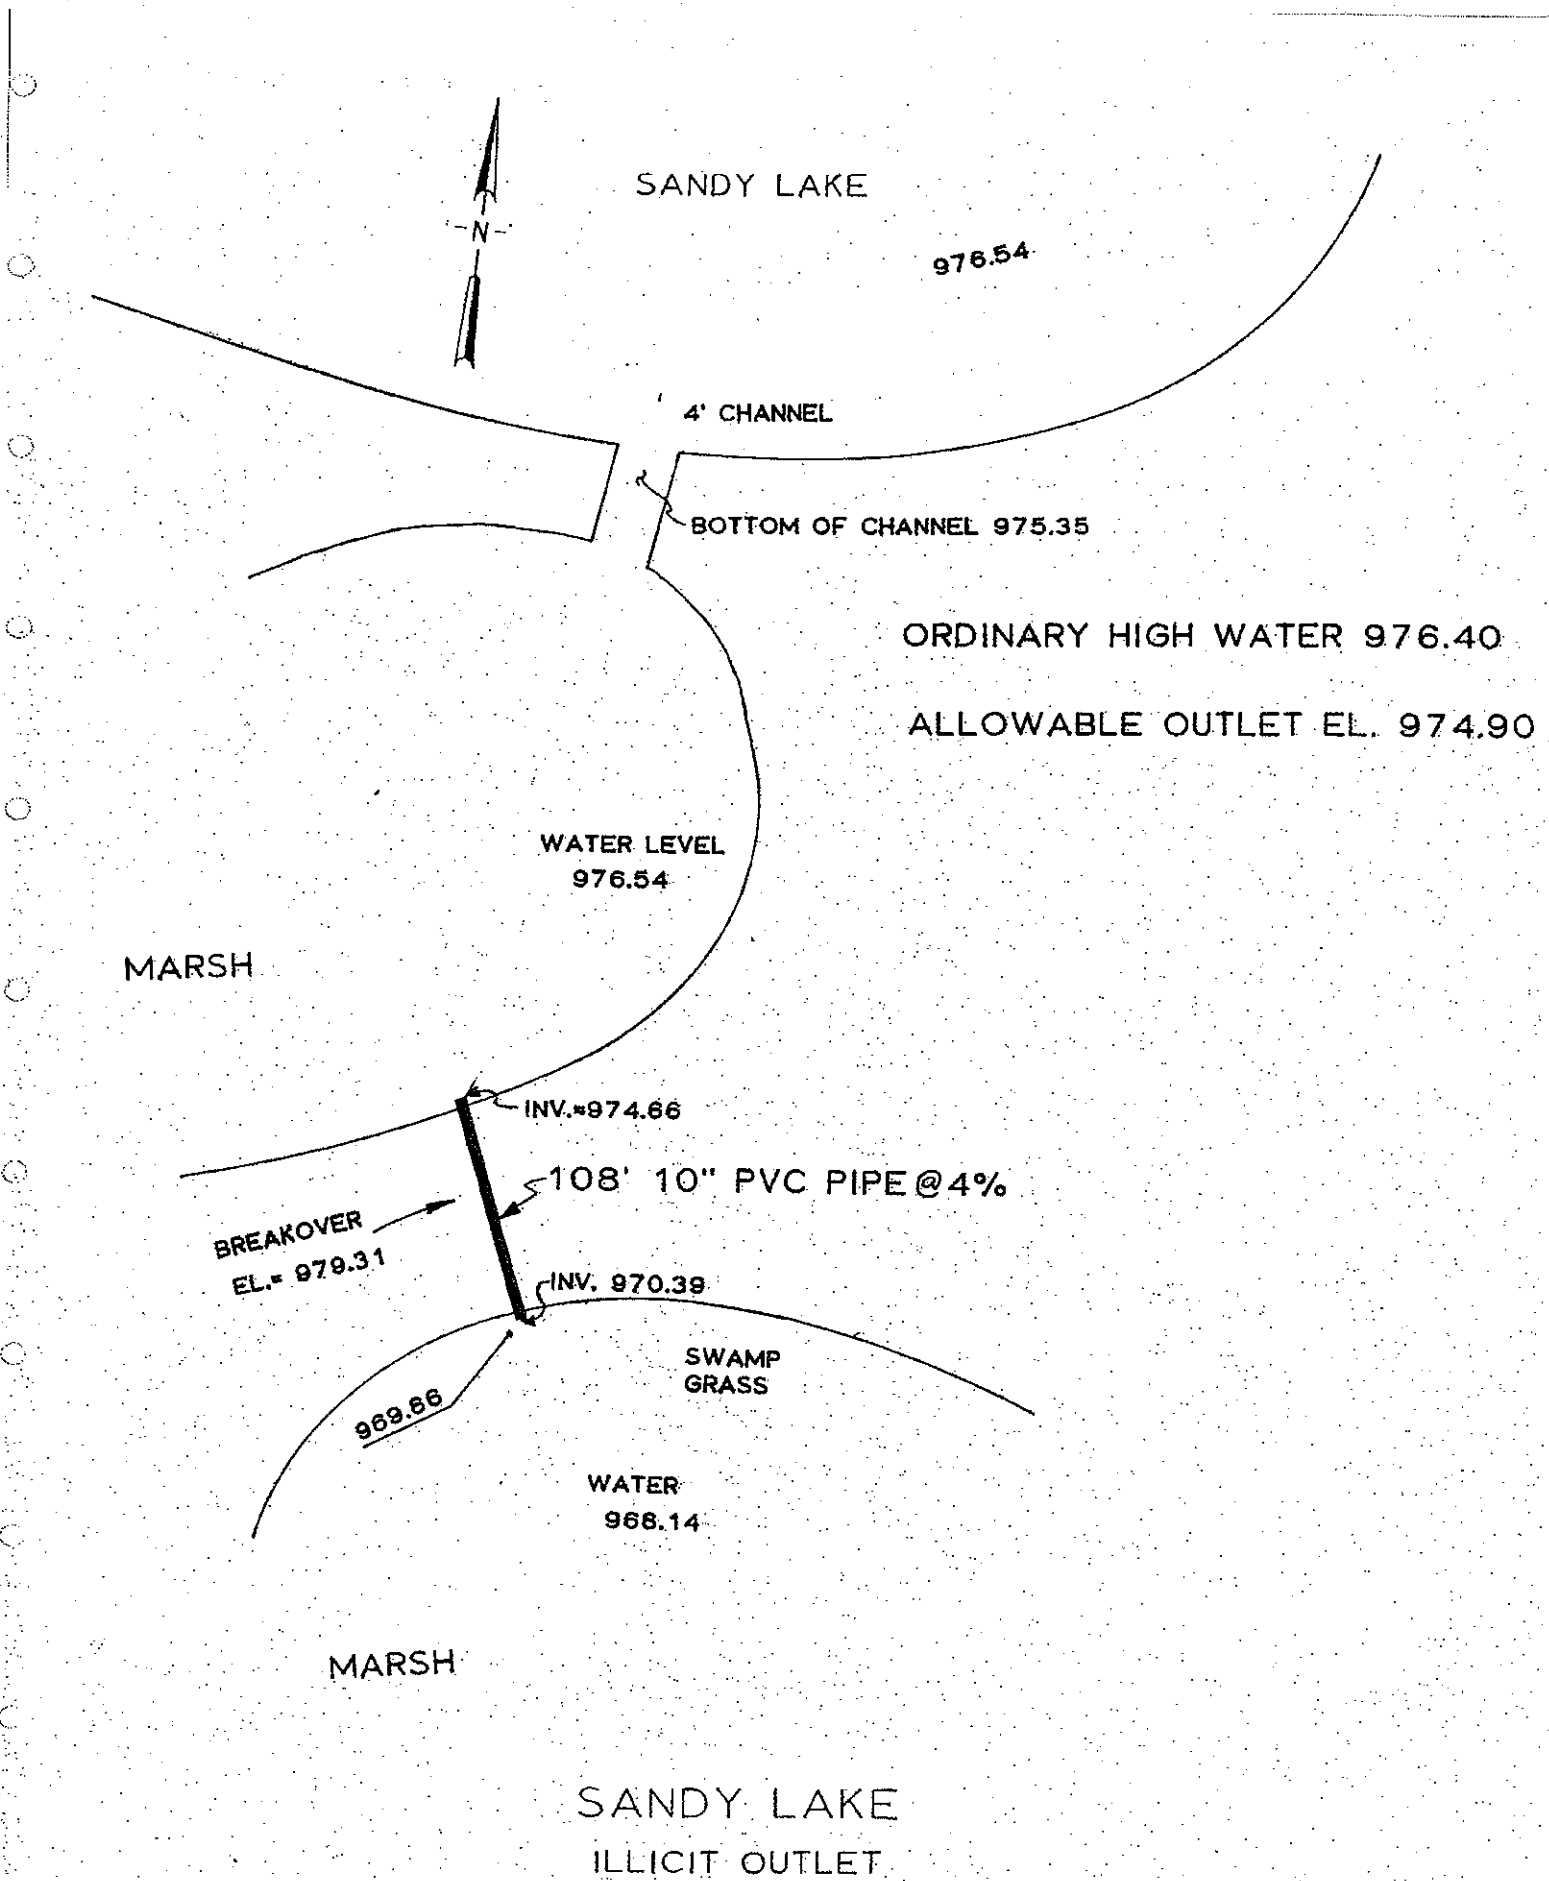 SANDY LAKE
-N-
976.54
4' CHANNEL
BOTTOM OF CHANNEL 975.35
ORDINARY HIGH WATER 976.40
ALLOWABLE OUTLET EL. 974.90
WATER LEVEL
976.54
MARSH
INV.=974.66
108' 10" PVC PIPE @ 4%
BREAKOVER
EL.= 979.31
INV. 970.39
SWAMP
GRASS
969.66
WATER
968.14
MARSH
SANDY LAKE
ILLICIT OUTLET